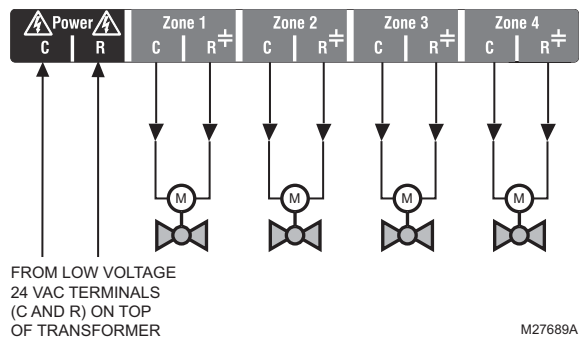 Power Zone 1 Zone 2 Zone 3 Zone 4
C R C R C R C R C R
M M M M
FROM LOW VOLTAGE
24 VAC TERMINALS
(C AND R) ON TOP
OF TRANSFORMER
M27689A